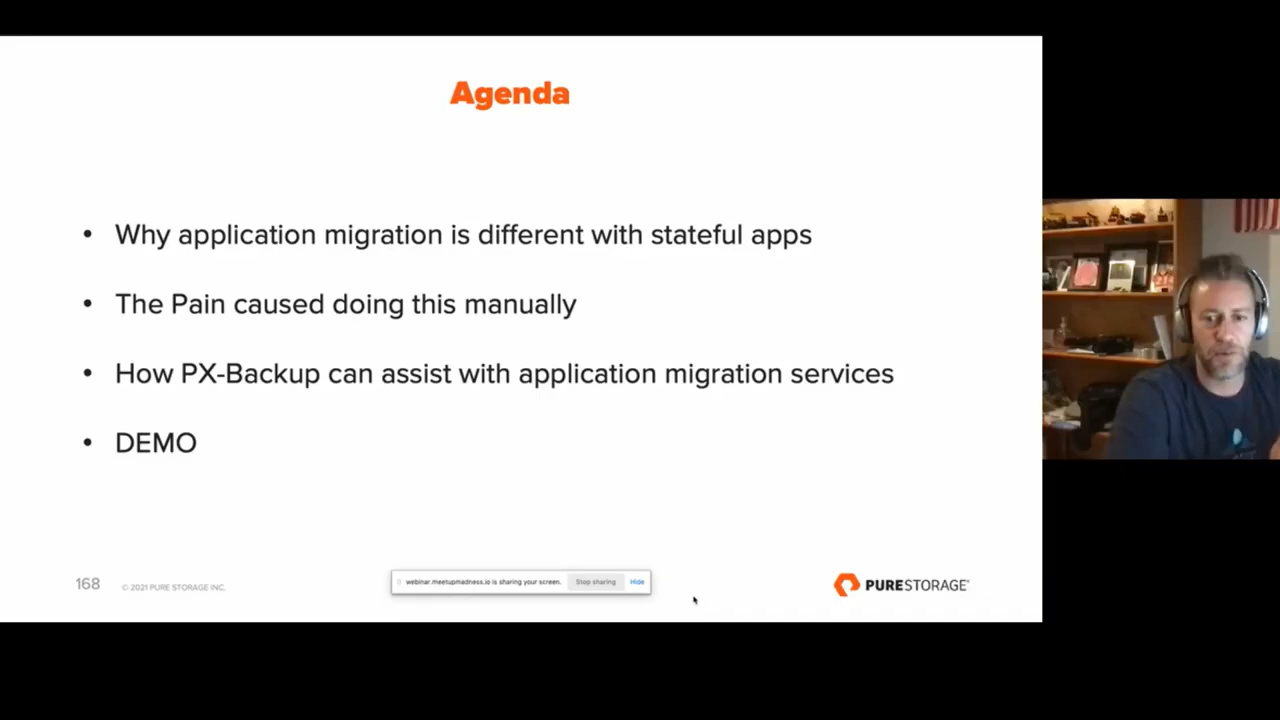 Agenda
• Why application migration is different with stateful apps
• The Pain caused doing this manually
• How PX-Backup can assist with application migration services
• DEMO
168 © 2021 PURE STORAGE INC.
webinar.meetupmadness.io is sharing your screen. Stop sharing Hide
PURESTORAGE®